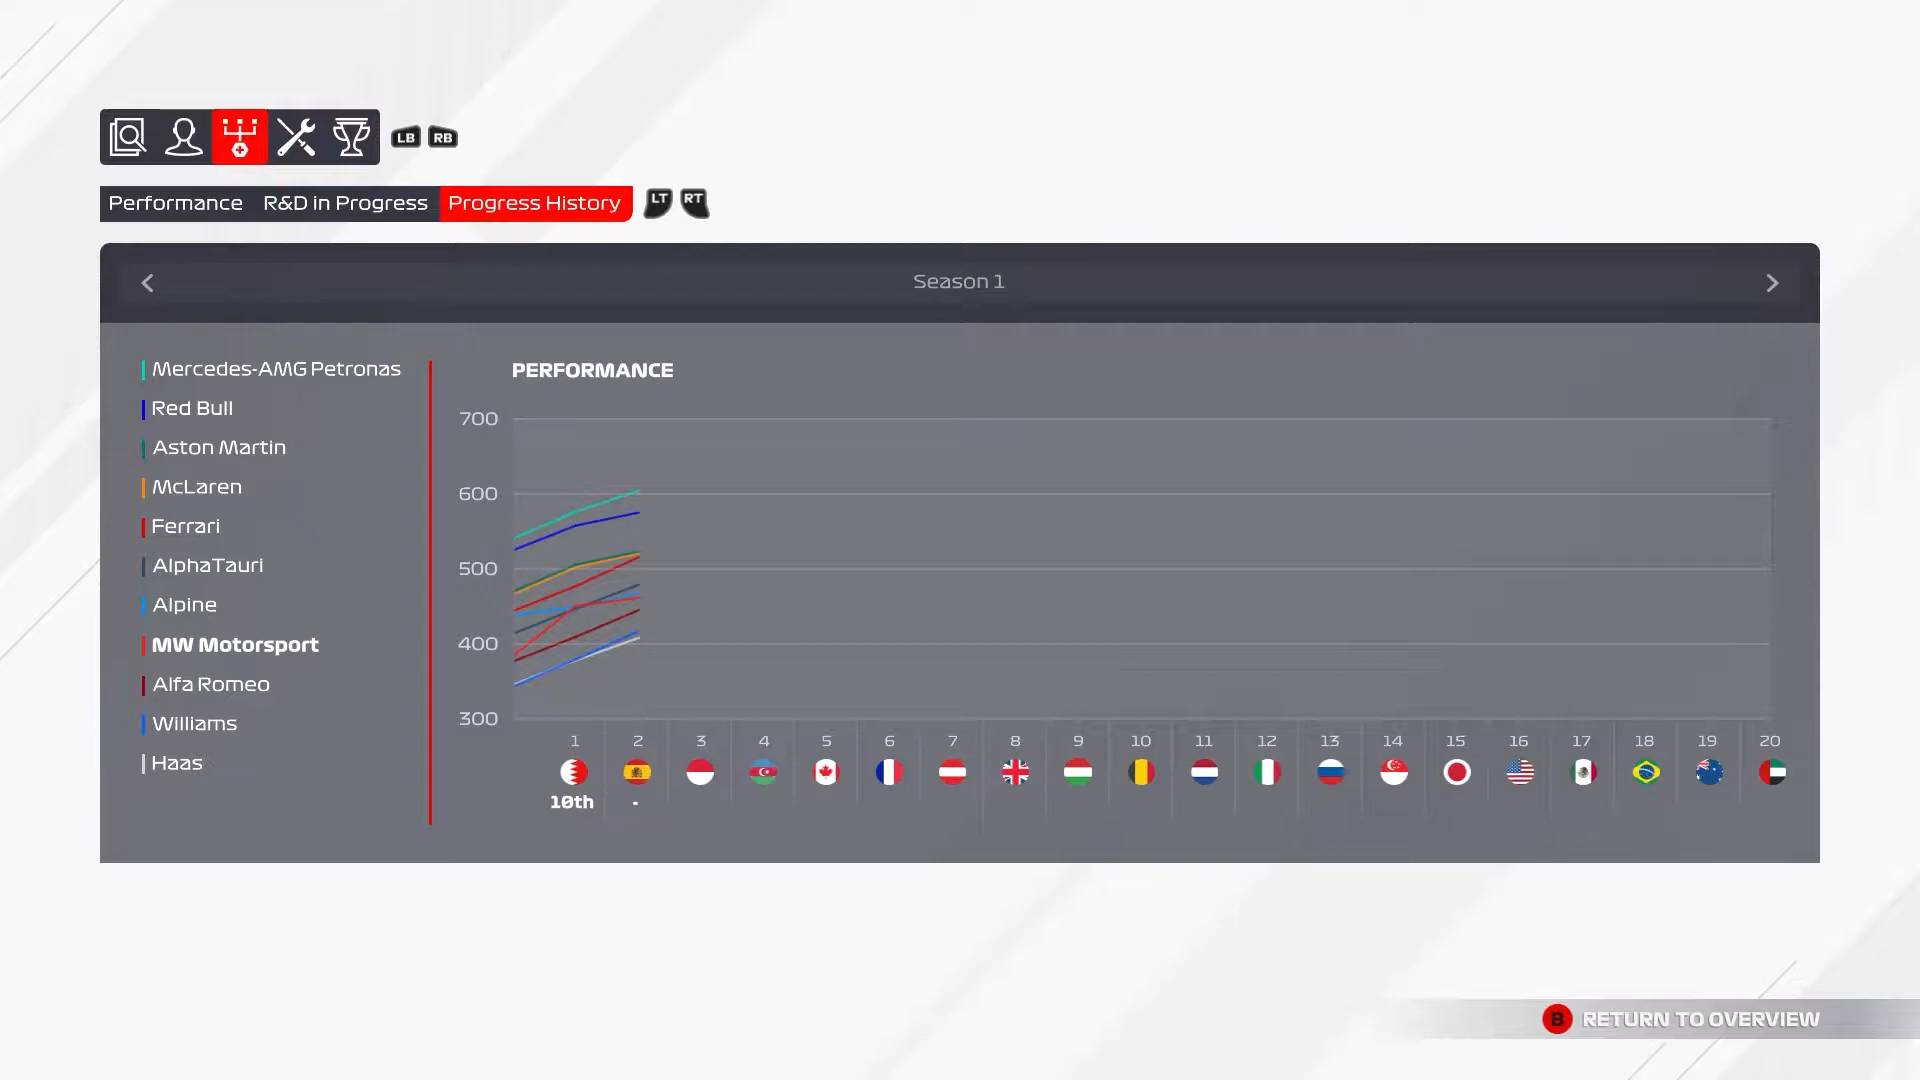 LB RB
Performance R&D in Progress Progress History LT RT
Season 1
Mercedes-AMG Petronas
Red Bull
Aston Martin
McLaren
Ferrari
AlphaTauri
Alpine
MW Motorsport
Alfa Romeo
Williams
Haas
PERFORMANCE
700
600
500
400
300
1 2 3 4 5 6 7 8 9 10 11 12 13 14 15 16 17 18 19 20
10th -
B RETURN TO OVERVIEW